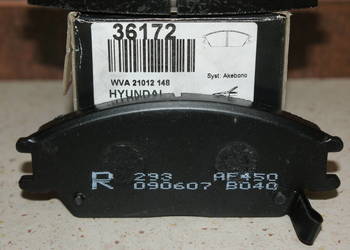 36172
WVA 21012 148
Syst: Akebono
HYUNDAI
R 293 AF450
090607 B040